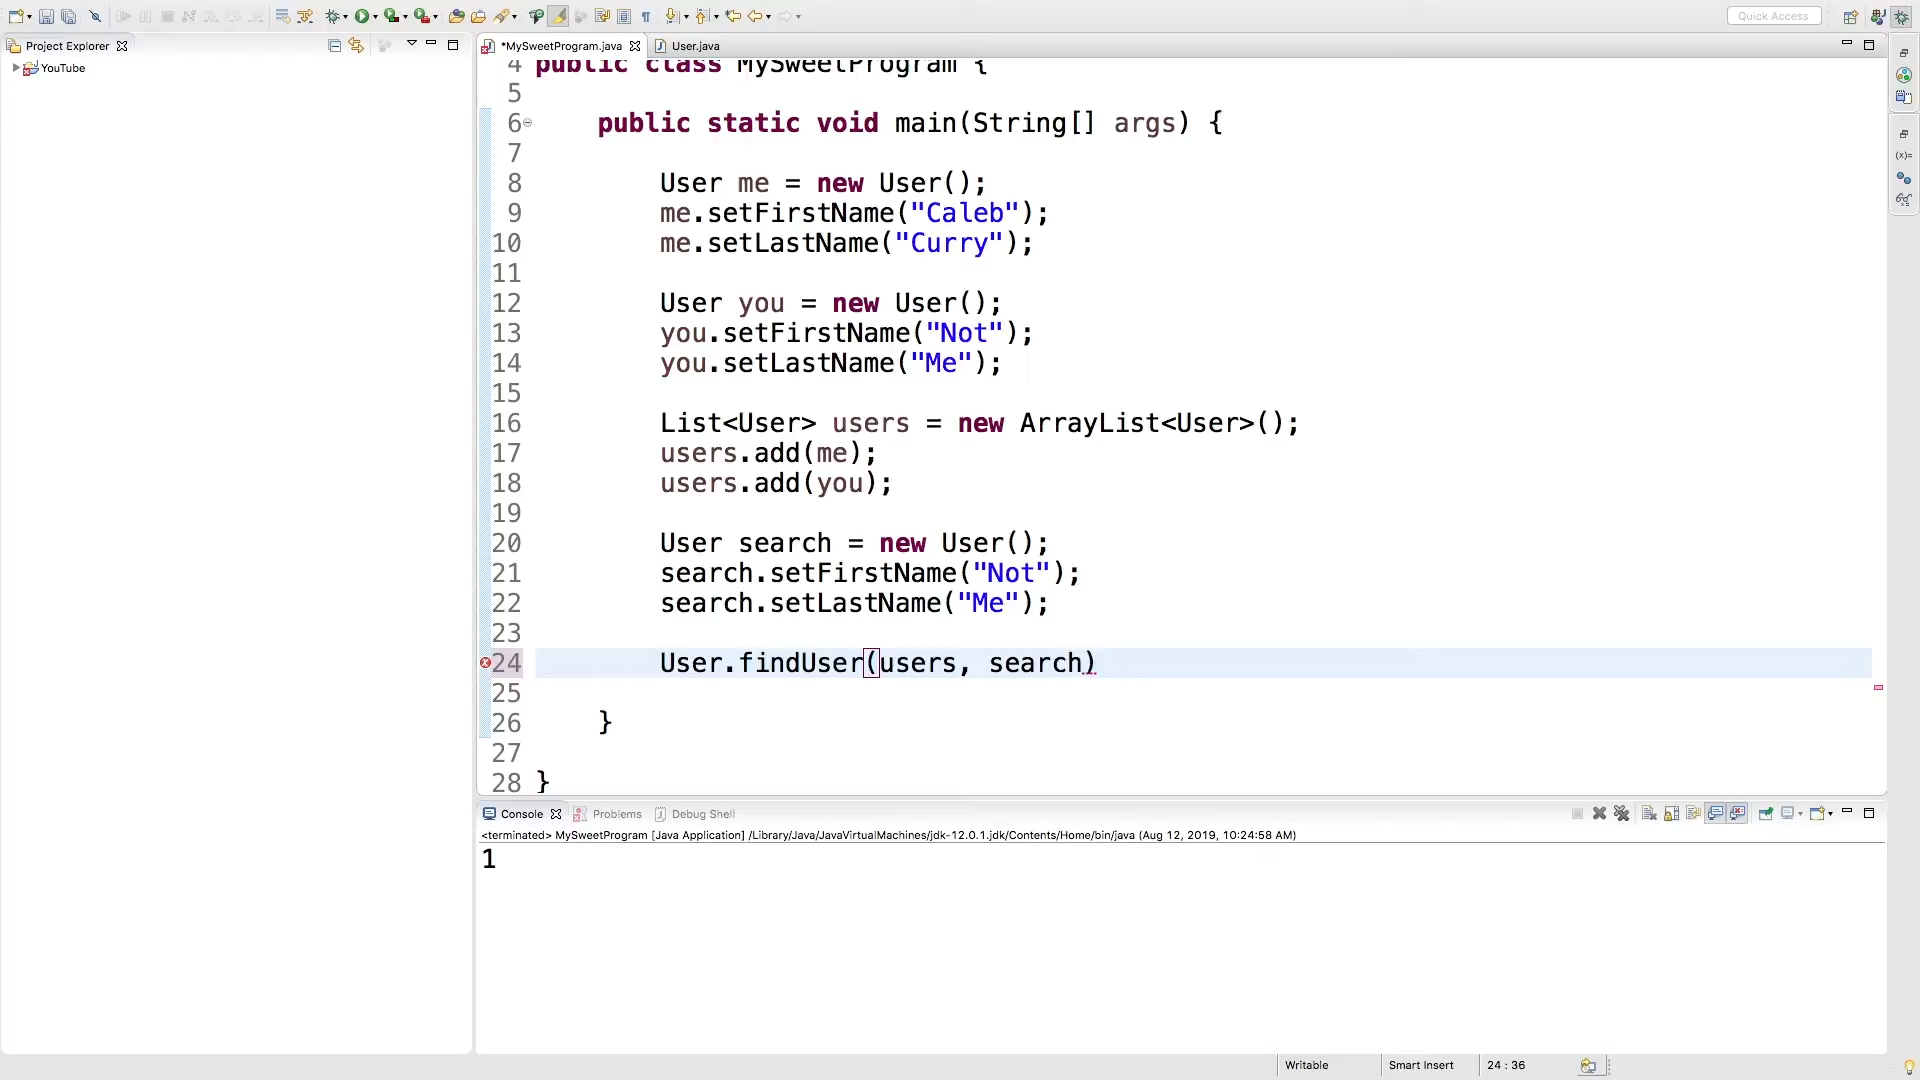 Quick Access
Project Explorer
YouTube
*MySweetProgram.java
User.java
4 public class MySweetProgram {
5
6 public static void main(String[] args) {
7
8 User me = new User();
9 me.setFirstName("Caleb");
10 me.setLastName("Curry");
11
12 User you = new User();
13 you.setFirstName("Not");
14 you.setLastName("Me");
15
16 List<User> users = new ArrayList<User>();
17 users.add(me);
18 users.add(you);
19
20 User search = new User();
21 search.setFirstName("Not");
22 search.setLastName("Me");
23
24 User.findUser(users, search)
25
26 }
27
28 }
Console
Problems
Debug Shell
<terminated> MySweetProgram [Java Application] /Library/Java/JavaVirtualMachines/jdk-12.0.1.jdk/Contents/Home/bin/java (Aug 12, 2019, 10:24:58 AM)
1
Writable
Smart Insert
24 : 36